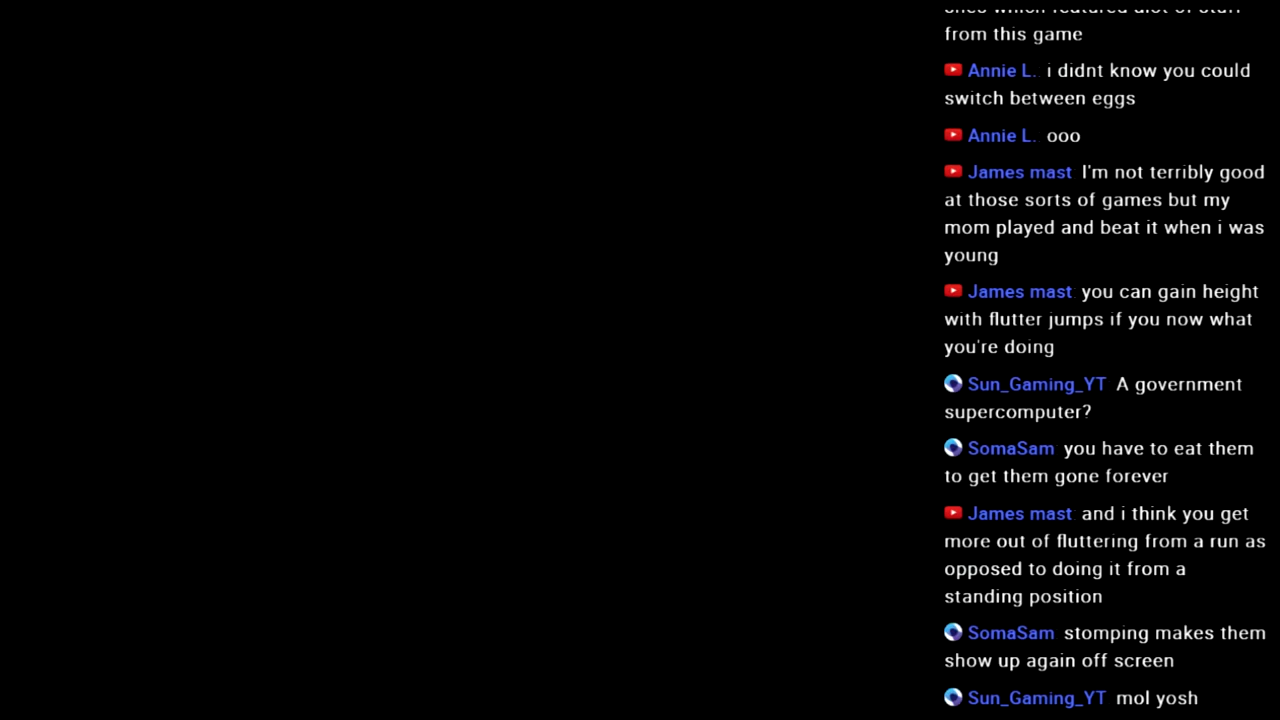 from this game
Annie L. i didnt know you could
switch between eggs
Annie L. ooo
James mast I'm not terribly good
at those sorts of games but my
mom played and beat it when i was
young
James mast you can gain height
with flutter jumps if you now what
you're doing
Sun_Gaming_YT A government
supercomputer?
SomaSam you have to eat them
to get them gone forever
James mast and i think you get
more out of fluttering from a run as
opposed to doing it from a
standing position
SomaSam stomping makes them
show up again off screen
Sun_Gaming_YT mol yosh